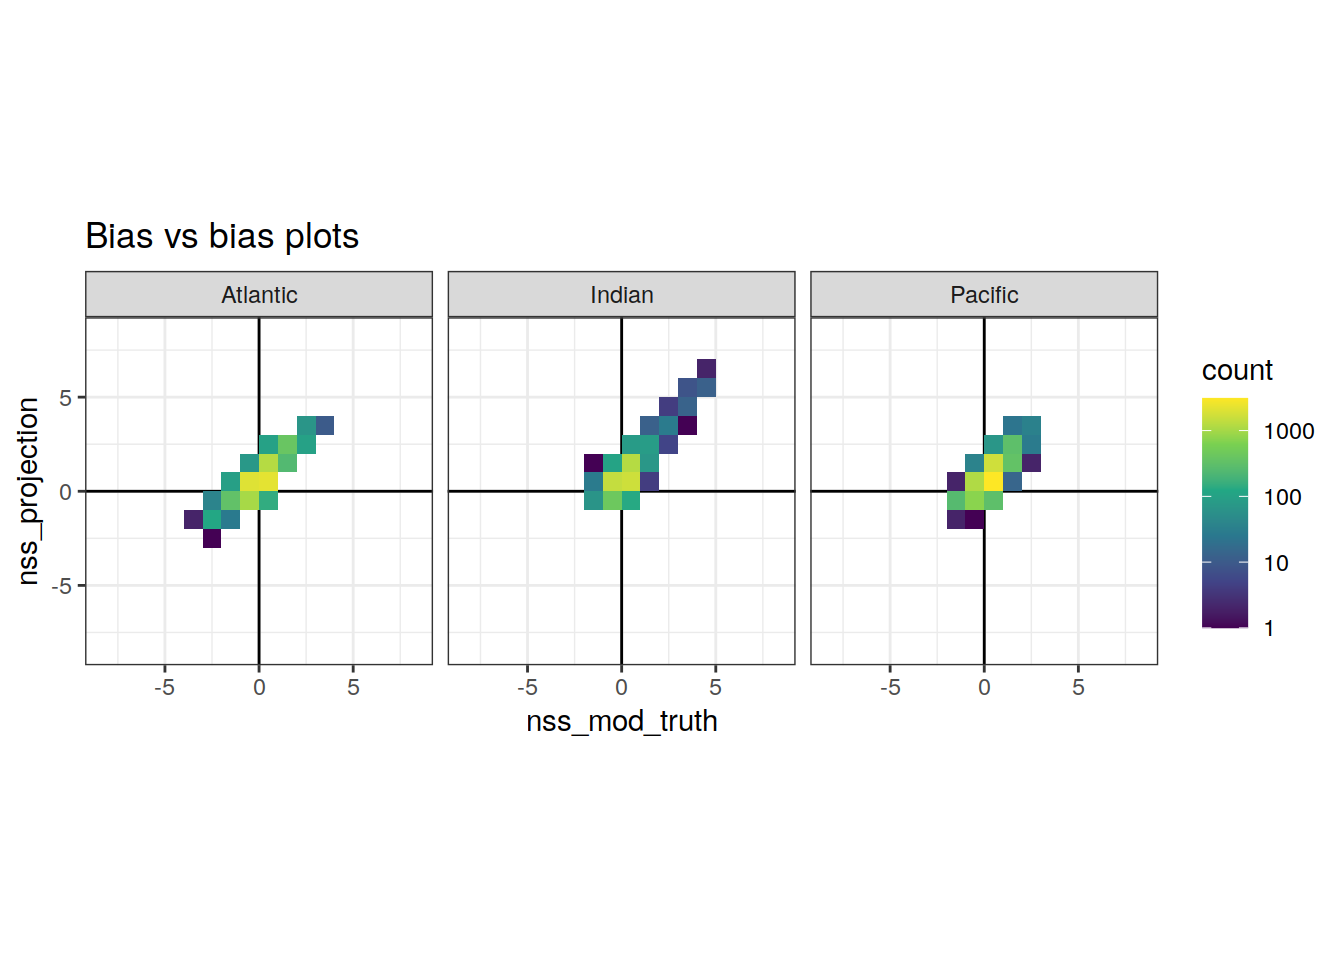 Bias vs bias plots
Atlantic
Indian
Pacific
nss_projection
5
0
-5
-5 0 5
-5 0 5
-5 0 5
nss_mod_truth
count
1000
100
10
1